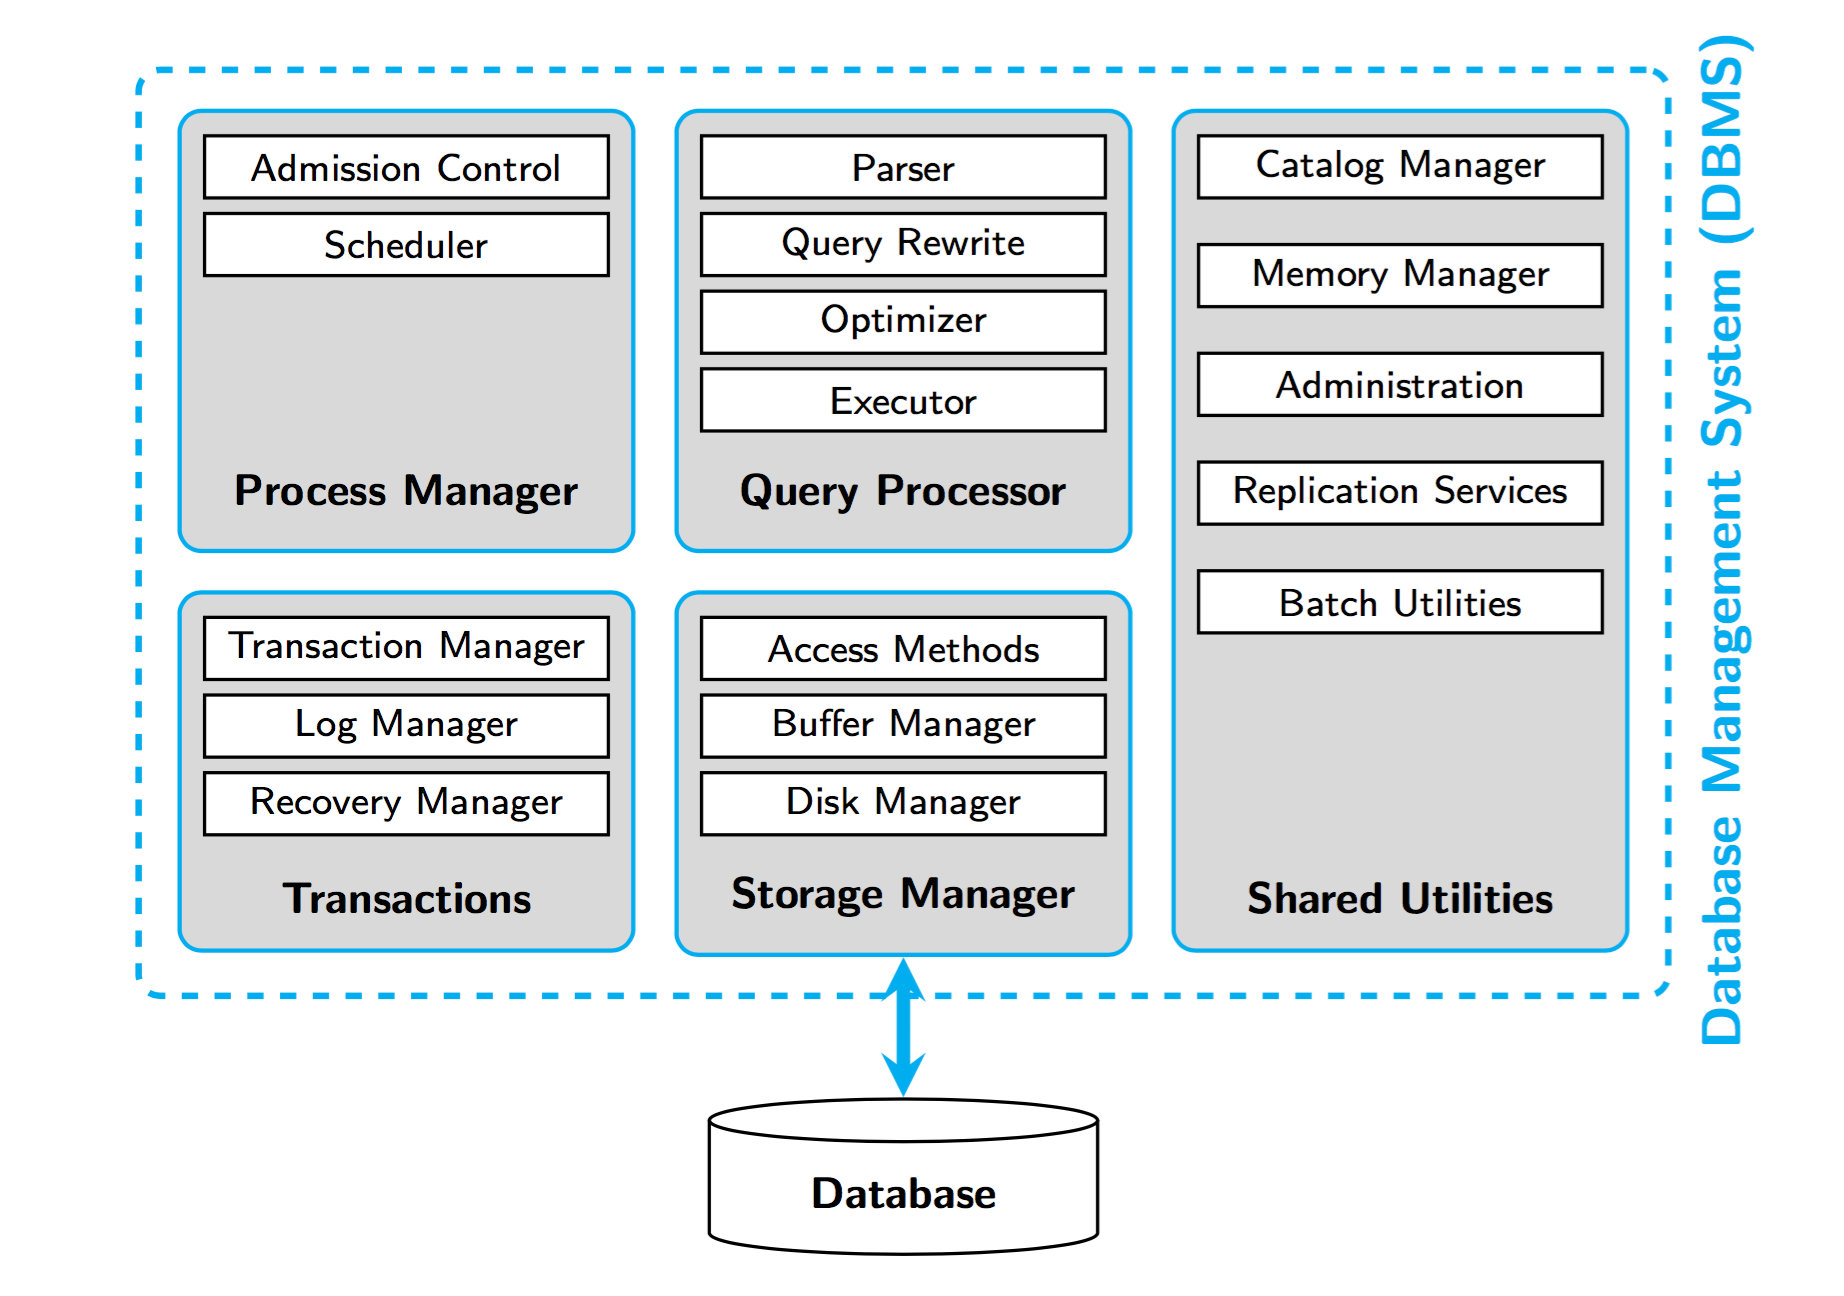 Admission Control
Scheduler
Process Manager
Parser
Query Rewrite
Optimizer
Executor
Query Processor
Catalog Manager
Memory Manager
Administration
Replication Services
Batch Utilities
Shared Utilities
Transaction Manager
Log Manager
Recovery Manager
Transactions
Access Methods
Buffer Manager
Disk Manager
Storage Manager
Database Management System (DBMS)
Database